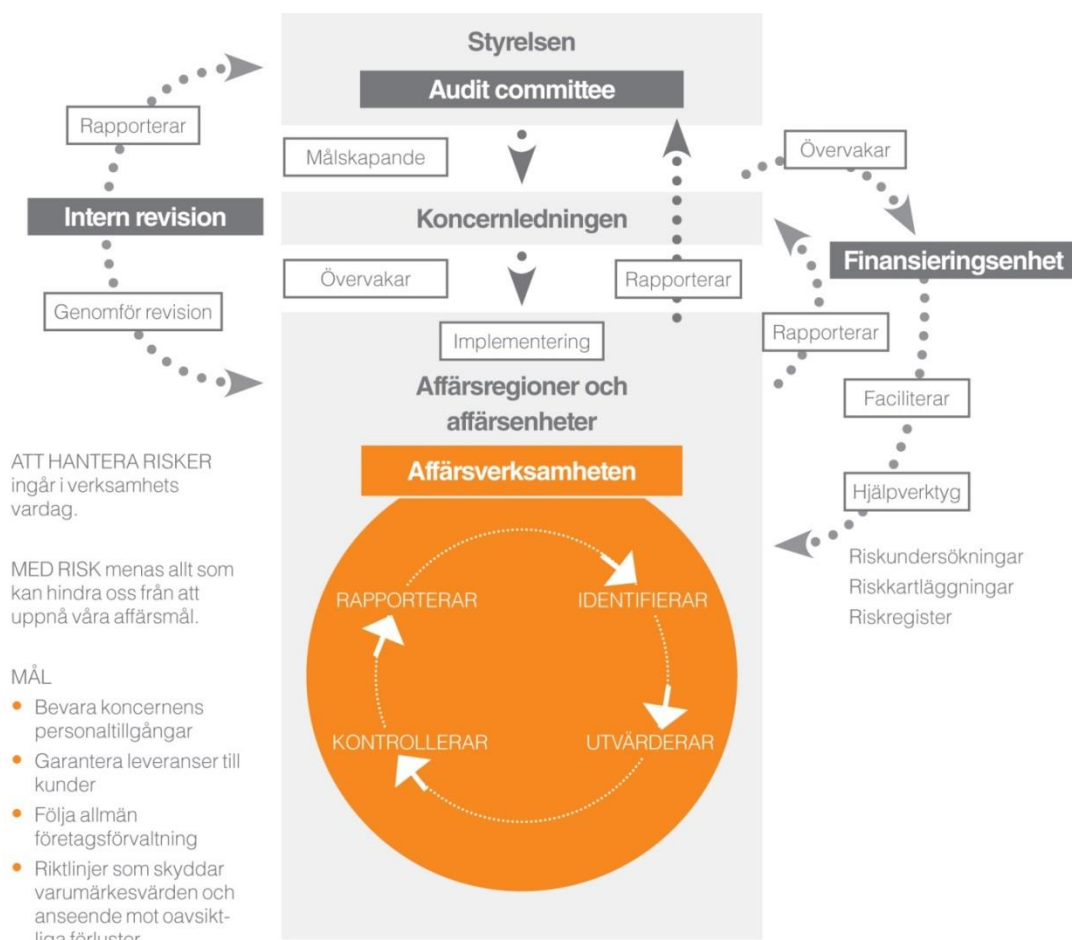 Styrelsen
Audit committee
Rapporterar
Målskapande
Övervakar
Intern revision
Koncernledningen
Finansieringsenhet
Genomför revision
Övervakar
Rapporterar
Implementering
Rapporterar
Affärsregioner och
affärsenheter
Faciliterar
Affärsverksamheten
Hjälpverktyg
Riskundersökningar
Riskkartläggningar
Riskregister
RAPPORTERAR
IDENTIFIERAR
KONTROLLERAR
UTVÄRDERAR
ATT HANTERA RISKER
ingår i verksamhets
vardag.
MED RISK menas allt som
kan hindra oss från att
uppnå våra affärsmål.
MÅL
• Bevara koncernens
personaltillgångar
• Garantera leveranser till
kunder
• Följa allmän
företagsförvaltning
• Riktlinjer som skyddar
varumärkesvärden och
anseende mot oavsikt-
liga förluster